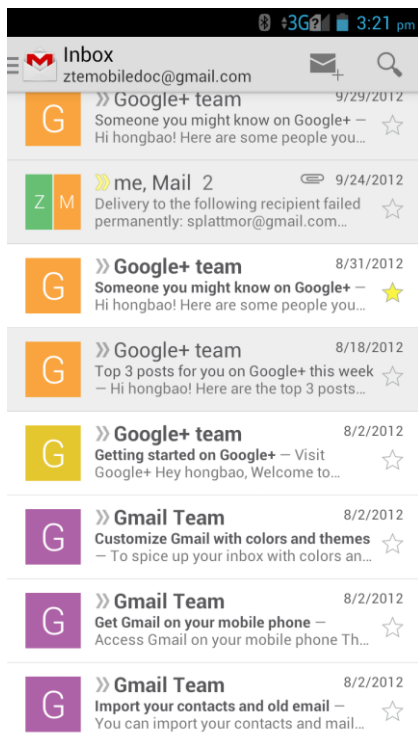 3G 3:21 pm
Inbox
ztemobiledoc@gmail.com
G
Google+ team 9/29/2012
Someone you might know on Google+ –
Hi hongbao! Here are some people you…
Z M
me, Mail 2 9/24/2012
Delivery to the following recipient failed
permanently: splattmor@gmail.com…
G
Google+ team 8/31/2012
Someone you might know on Google+ –
Hi hongbao! Here are some people you…
G
Google+ team 8/18/2012
Top 3 posts for you on Google+ this week
– Hi hongbao! Here are the top 3 posts…
G
Google+ team 8/2/2012
Getting started on Google+ – Visit
Google+ Hey hongbao, Welcome to…
G
Gmail Team 8/2/2012
Customize Gmail with colors and themes
– To spice up your inbox with colors an…
G
Gmail Team 8/2/2012
Get Gmail on your mobile phone –
Access Gmail on your mobile phone Th…
G
Gmail Team 8/2/2012
Import your contacts and old email –
You can import your contacts and mail…